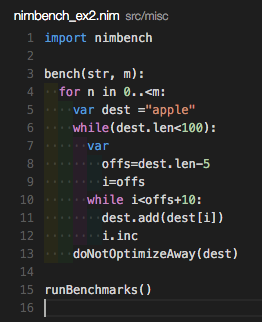 nimbench_ex2.nim src/misc
1 import nimbench
2
3 bench(str, m):
4   for n in 0..<m:
5     var dest ="apple"
6     while(dest.len<100):
7       var
8         offs=dest.len-5
9         i=offs
10       while i<offs+10:
11         dest.add(dest[i])
12         i.inc
13     doNotOptimizeAway(dest)
14
15 runBenchmarks()
16